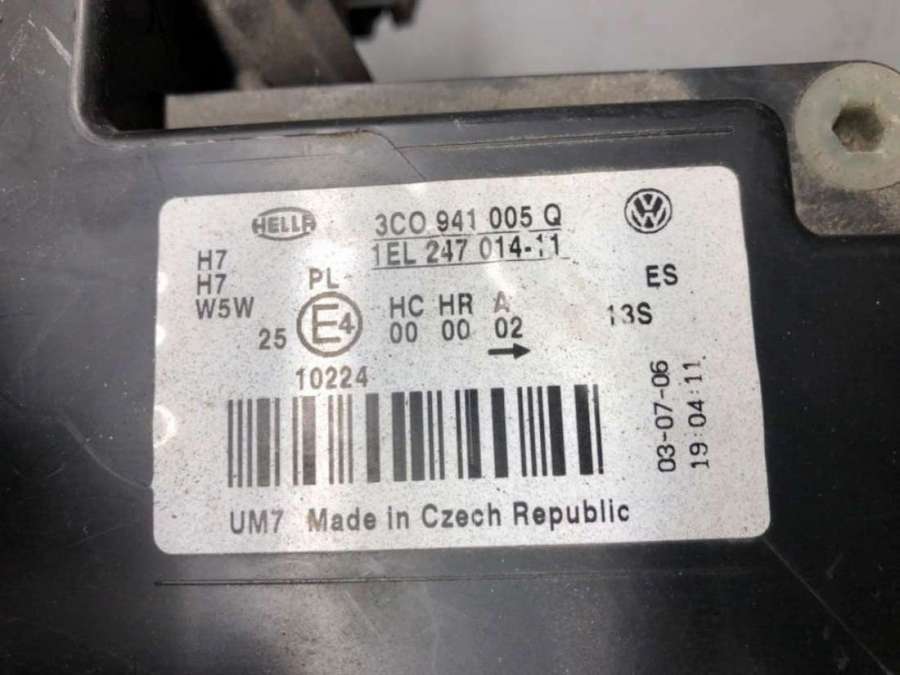 HELLA 3C0 941 005 Q
1EL 247 014-11
H7
H7
W5W
PL
ES
25 E4 HC HR A 13S
00 00 02
10224
03-07-06
19:04:11
UM7 Made in Czech Republic